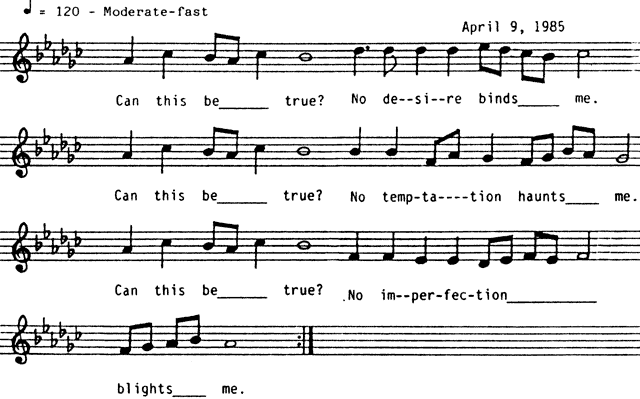 ♩ = 120 - Moderate-fast
April 9, 1985
Can this be______ true? No de--si--re binds_____ me.
Can this be______ true? No temp-ta----tion haunts____ me.
Can this be______ true? No im--per-fec-tion___________
blights____ me.